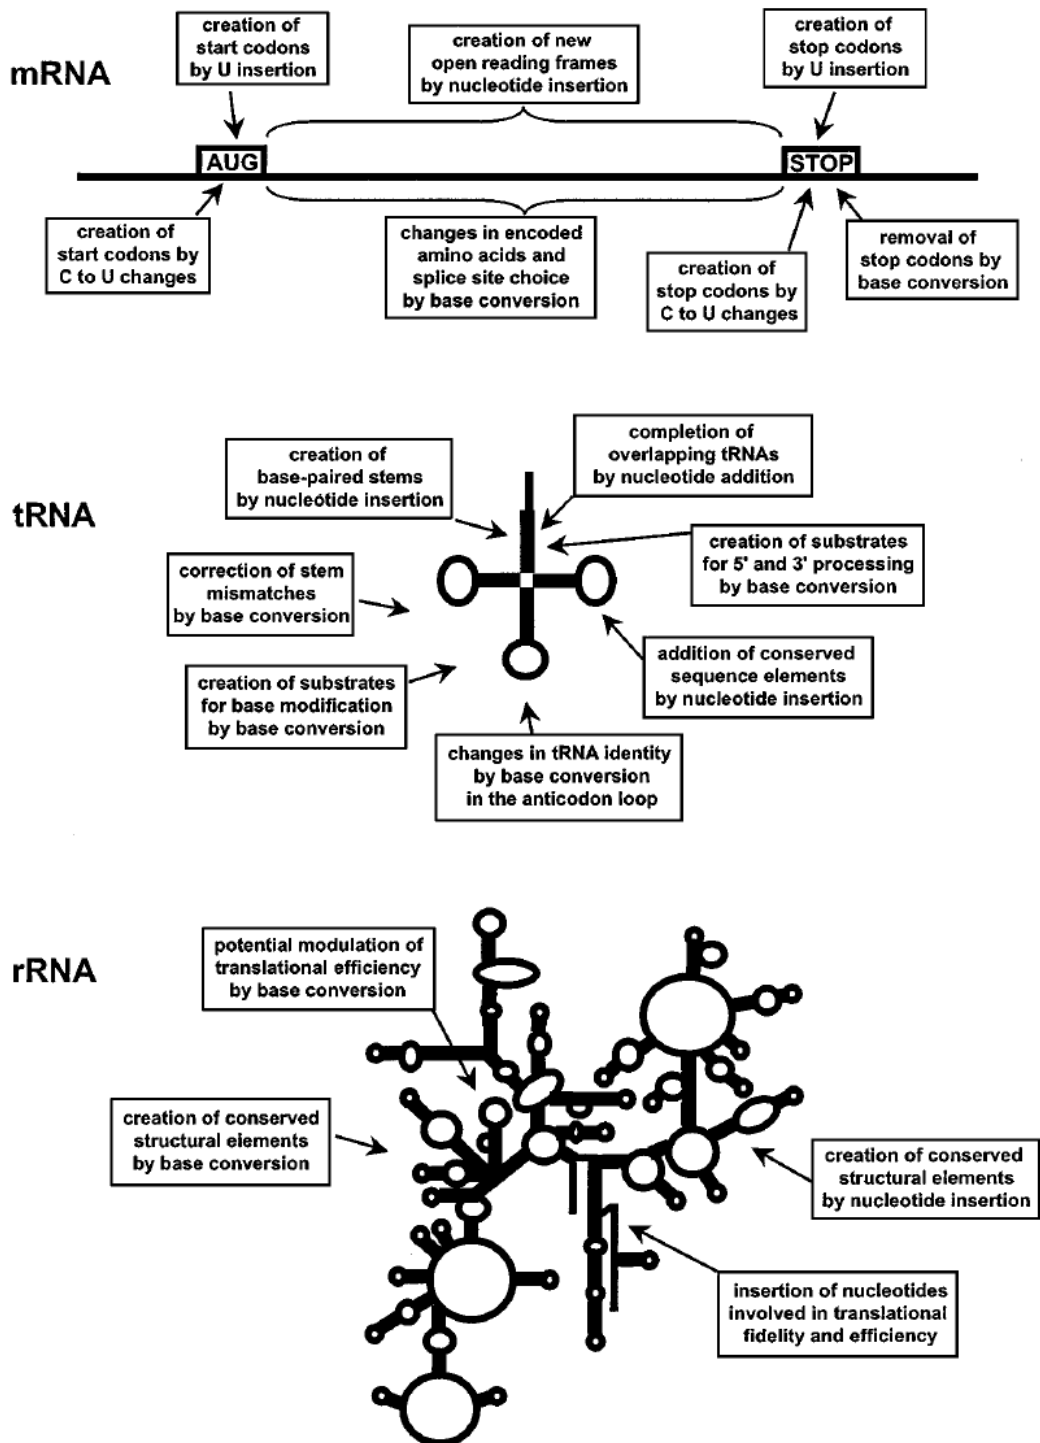 mRNA
creation of
start codons
by U insertion
creation of new
open reading frames
by nucleotide insertion
creation of
stop codons
by U insertion
AUG
STOP
creation of
start codons by
C to U changes
changes in encoded
amino acids and
splice site choice
by base conversion
creation of
stop codons by
C to U changes
removal of
stop codons by
base conversion
tRNA
creation of
base-paired stems
by nucleotide insertion
completion of
overlapping tRNAs
by nucleotide addition
correction of stem
mismatches
by base conversion
creation of substrates
for 5' and 3' processing
by base conversion
creation of substrates
for base modification
by base conversion
addition of conserved
sequence elements
by nucleotide insertion
changes in tRNA identity
by base conversion
in the anticodon loop
rRNA
potential modulation of
translational efficiency
by base conversion
creation of conserved
structural elements
by base conversion
creation of conserved
structural elements
by nucleotide insertion
insertion of nucleotides
involved in translational
fidelity and efficiency